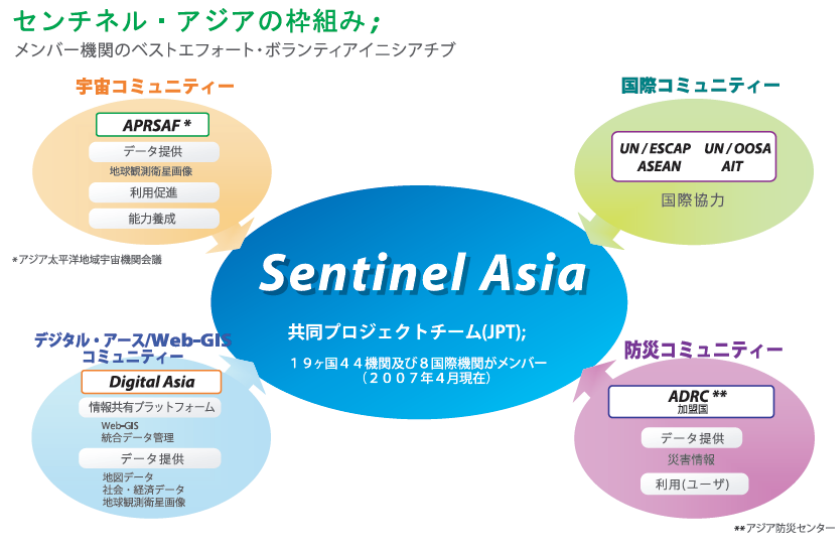 センチネル・アジアの枠組み;
メンバー機関のベストエフォート・ボランティアイニシアチブ
宇宙コミュニティー
APRSAF *
データ提供
地球観測衛星画像
利用促進
能力養成
*アジア太平洋地域宇宙機関会議
国際コミュニティー
UN / ESCAP UN / OOSA
ASEAN AIT
国際協力
Sentinel Asia
共同プロジェクトチーム(JPT);
19ヶ国44機関及び8国際機関がメンバー
(2007年4月現在)
デジタル・アース/Web-GIS
コミュニティー
Digital Asia
情報共有プラットフォーム
Web-GIS
統合データ管理
データ提供
地図データ
社会・経済データ
地球観測衛星画像
防災コミュニティー
ADRC **
加盟国
データ提供
災害情報
利用(ユーザ)
**アジア防災センター